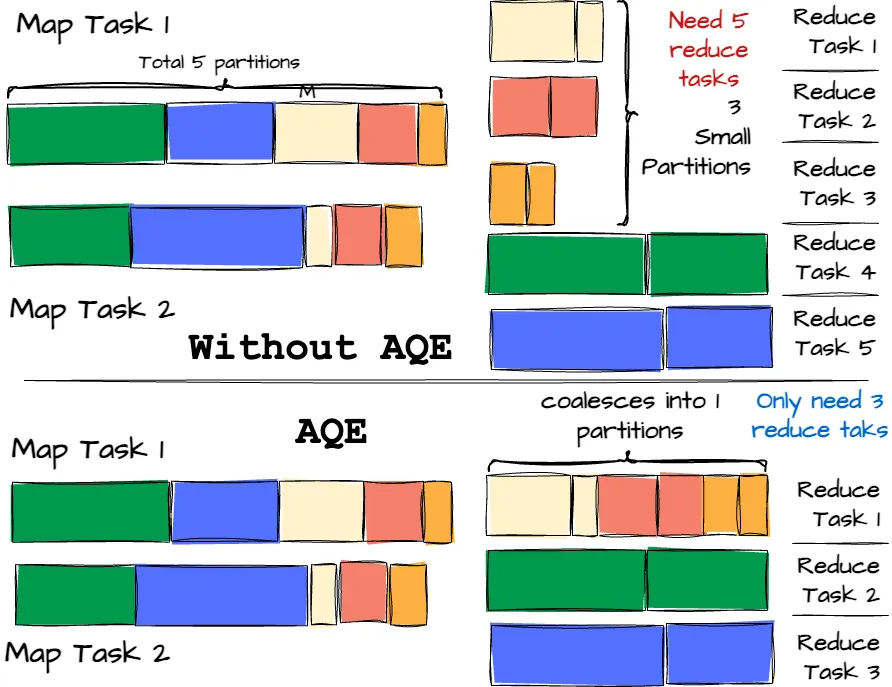 Map Task 1
Total 5 partitions
M
Map Task 2
Need 5
reduce
tasks
3
Small
Partitions
Reduce
Task 1
Reduce
Task 2
Reduce
Task 3
Reduce
Task 4
Reduce
Task 5
Without AQE
AQE
Map Task 1
Map Task 2
coalesces into 1
partitions
Only need 3
reduce taks
Reduce
Task 1
Reduce
Task 2
Reduce
Task 3